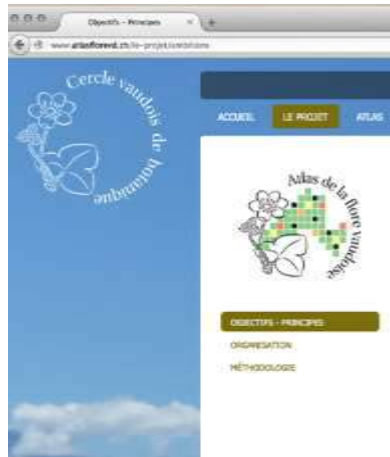 Objectifs - Principes
www.atlasflorevd.ch/le-projet/ambitions
Cercle vaudois de botanique
ACCUEIL LE PROJET ATLAS
Atlas de la flore vaudoise
OBJECTIFS - PRINCIPES
ORGANISATION
MÉTHODOLOGIE